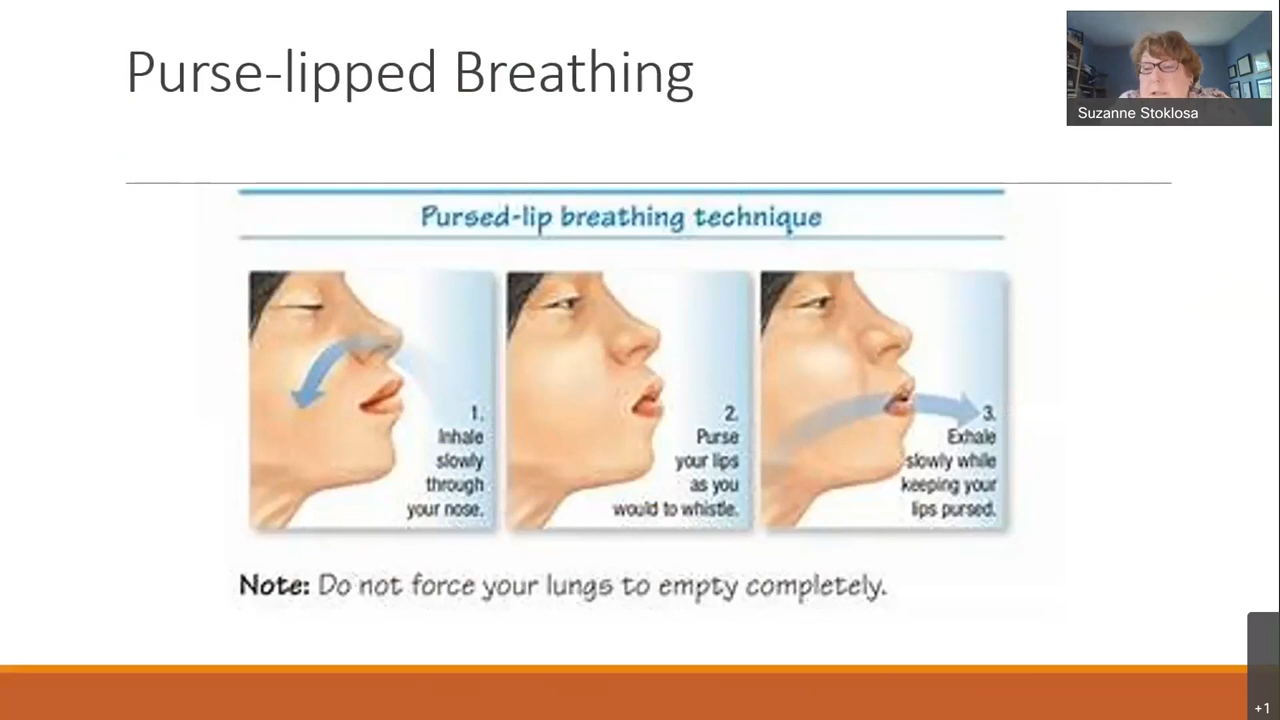 Purse-lipped Breathing
Suzanne Stoklosa
Pursed-lip breathing technique
1.
Inhale
slowly
through
your nose.
2.
Purse
your lips
as you
would to whistle.
3.
Exhale
slowly while
keeping your
lips pursed.
Note: Do not force your lungs to empty completely.
+1